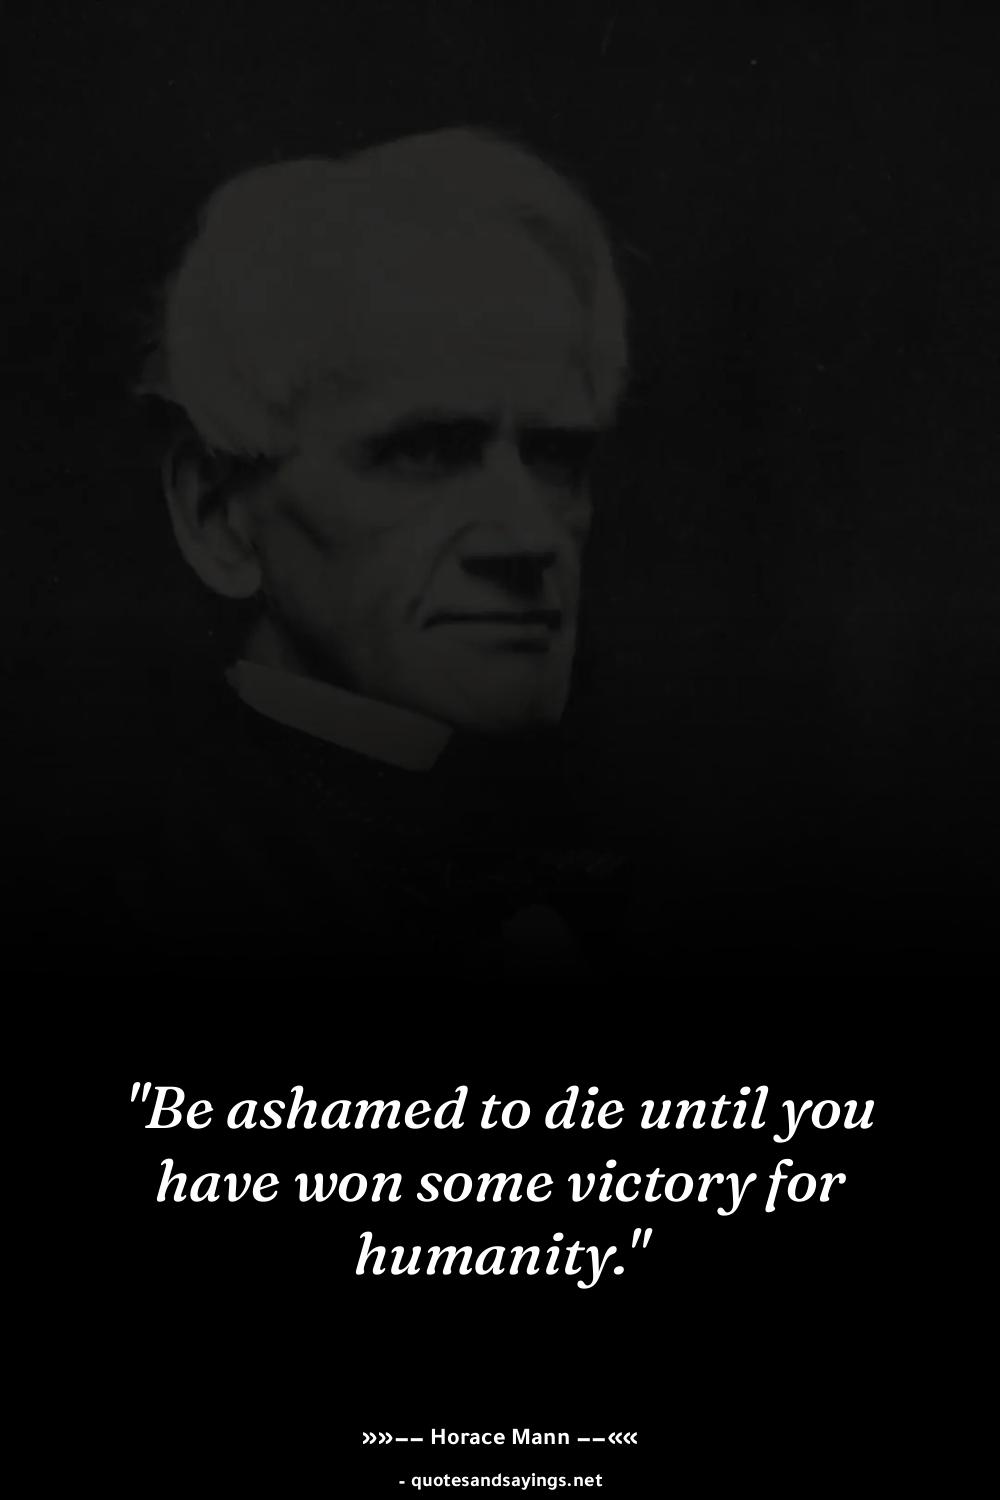 "Be ashamed to die until you
have won some victory for
humanity."
»»−− Horace Mann −−««
- quotesandsayings.net